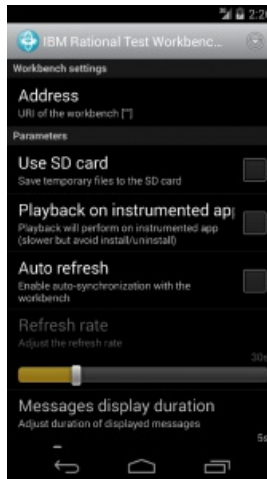 2:20
IBM Rational Test Workbenc...
Workbench settings
Address
URI of the workbench [""]
Parameters
Use SD card
Save temporary files to the SD card
Playback on instrumented ap
Playback will perform on instrumented app
(slower but avoid install/uninstall)
Auto refresh
Enable auto-synchronization with the
workbench
Refresh rate
Adjust the refresh rate
30s
Messages display duration
Adjust duration of displayed messages
5s